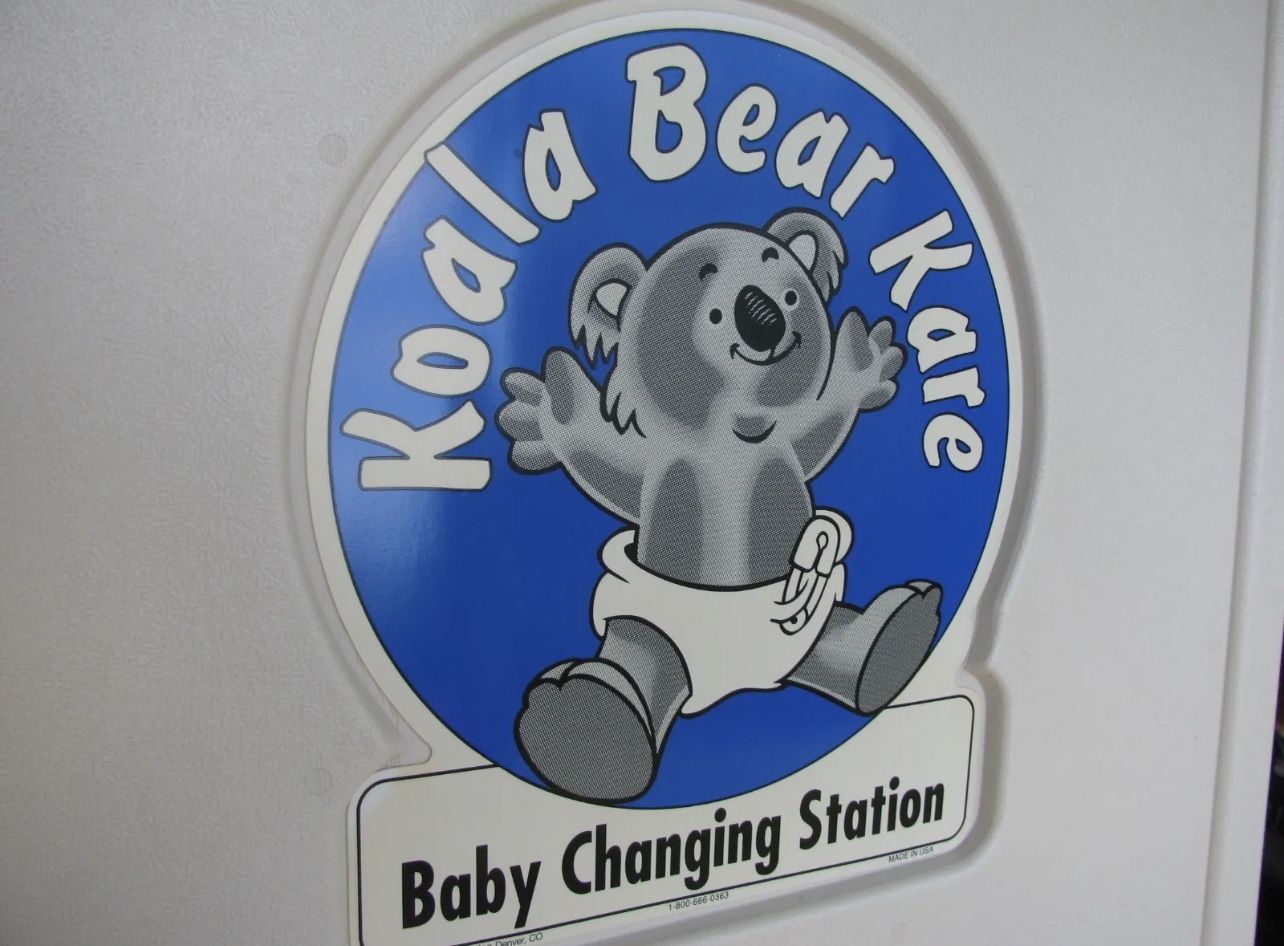 Koala Bear Kare
Baby Changing Station
MADE IN USA
1-800-666-0363
Denver, CO